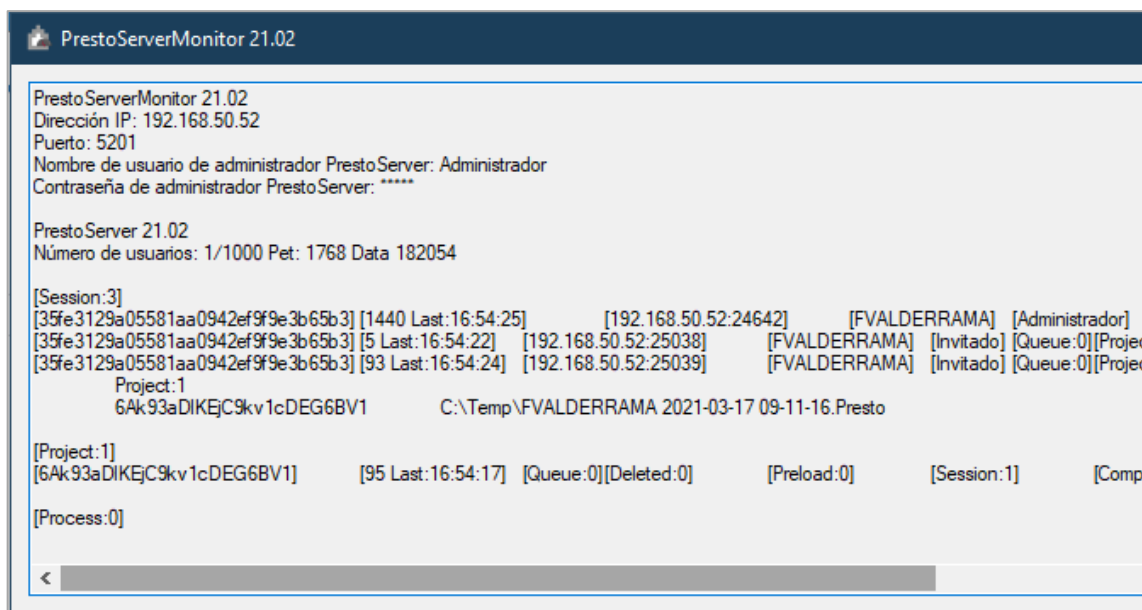 PrestoServerMonitor 21.02
PrestoServerMonitor 21.02
Dirección IP: 192.168.50.52
Puerto: 5201
Nombre de usuario de administrador PrestoServer: Administrador
Contraseña de administrador PrestoServer: *****
PrestoServer 21.02
Número de usuarios: 1/1000 Pet: 1768 Data 182054
[Session:3]
[35fe3129a05581aa0942ef9f9e3b65b3] [1440 Last:16:54:25] [192.168.50.52:24642] [FVALDERRAMA] [Administrador]
[35fe3129a05581aa0942ef9f9e3b65b3] [5 Last:16:54:22] [192.168.50.52:25038] [FVALDERRAMA] [Invitado] [Queue:0][Projec
[35fe3129a05581aa0942ef9f9e3b65b3] [93 Last:16:54:24] [192.168.50.52:25039] [FVALDERRAMA] [Invitado] [Queue:0][Projec
Project:1
6Ak93aDIKEjC9kv1cDEG6BV1 C:\Temp\FVALDERRAMA 2021-03-17 09-11-16.Presto
[Project:1]
[6Ak93aDIKEjC9kv1cDEG6BV1] [95 Last:16:54:17] [Queue:0][Deleted:0] [Preload:0] [Session:1] [Comp
[Process:0]